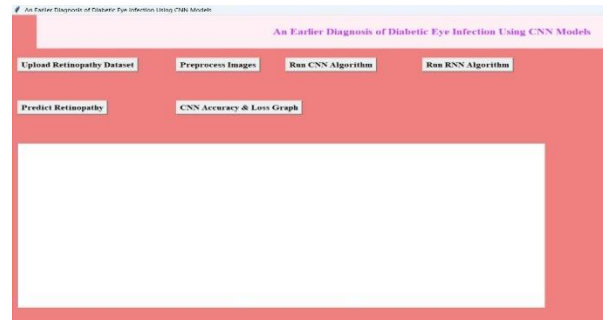 An Earlier Diagnosis of Diabetic Eye Infection Using CNN Models
An Earlier Diagnosis of Diabetic Eye Infection Using CNN Models
Upload Retinopathy Dataset Preprocess Images Run CNN Algorithm Run RNN Algorithm
Predict Retinopathy CNN Accuracy & Loss Graph